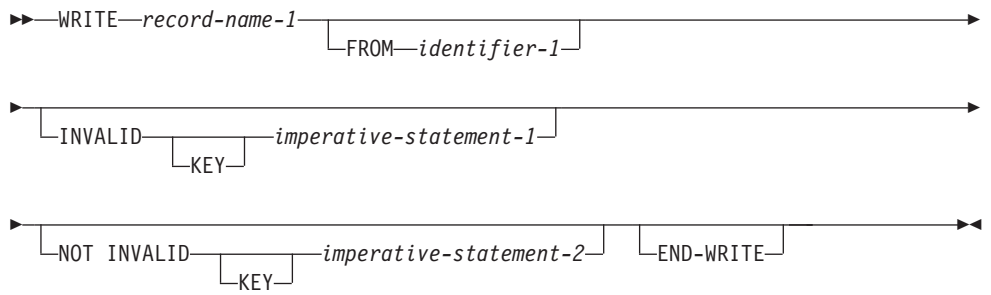 WRITE record-name-1
FROM identifier-1
INVALID imperative-statement-1
KEY
NOT INVALID imperative-statement-2 END-WRITE
KEY